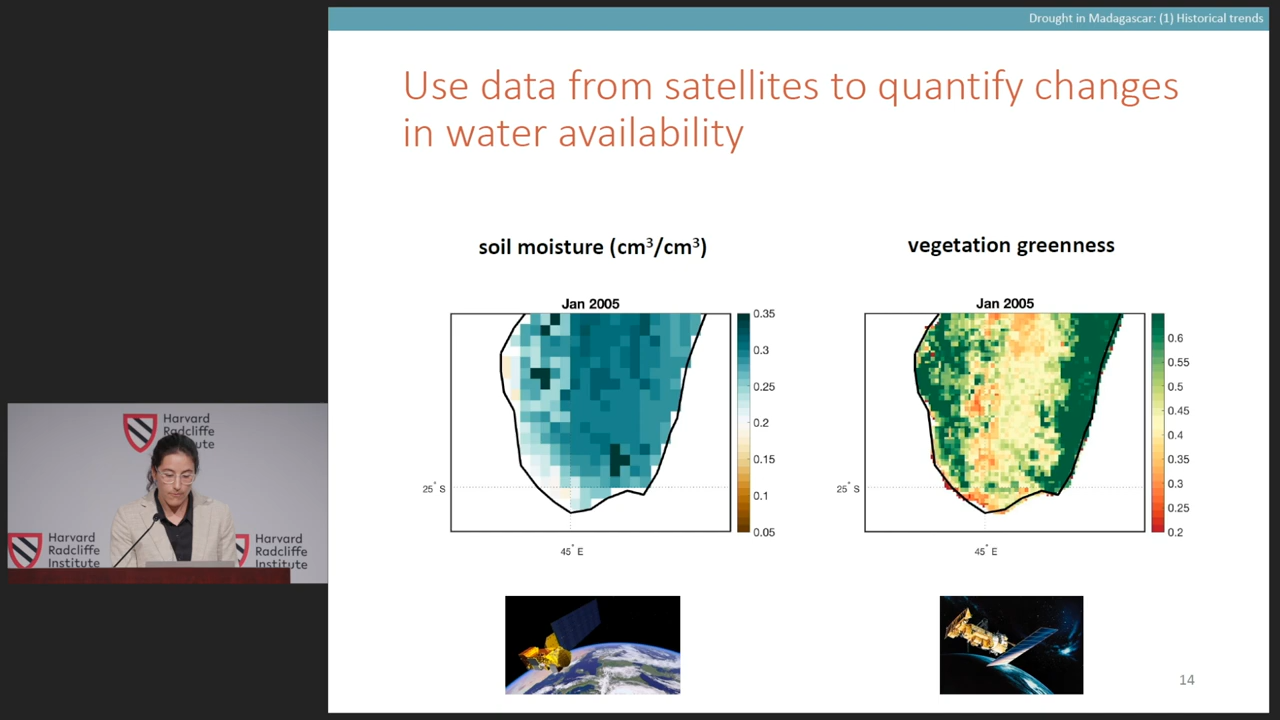 Drought in Madagascar: (1) Historical trends
Use data from satellites to quantify changes
in water availability
soil moisture (cm³/cm³)
vegetation greenness
Jan 2005
0.35
0.3
0.25
0.2
0.15
0.1
0.05
25° S
45° E
Jan 2005
0.6
0.55
0.5
0.45
0.4
0.35
0.3
0.25
0.2
25° S
45° E
14
Harvard
Radcliffe
Institute
Harvard
Radcliffe
Institute
Harvard
Radcliffe
Institute